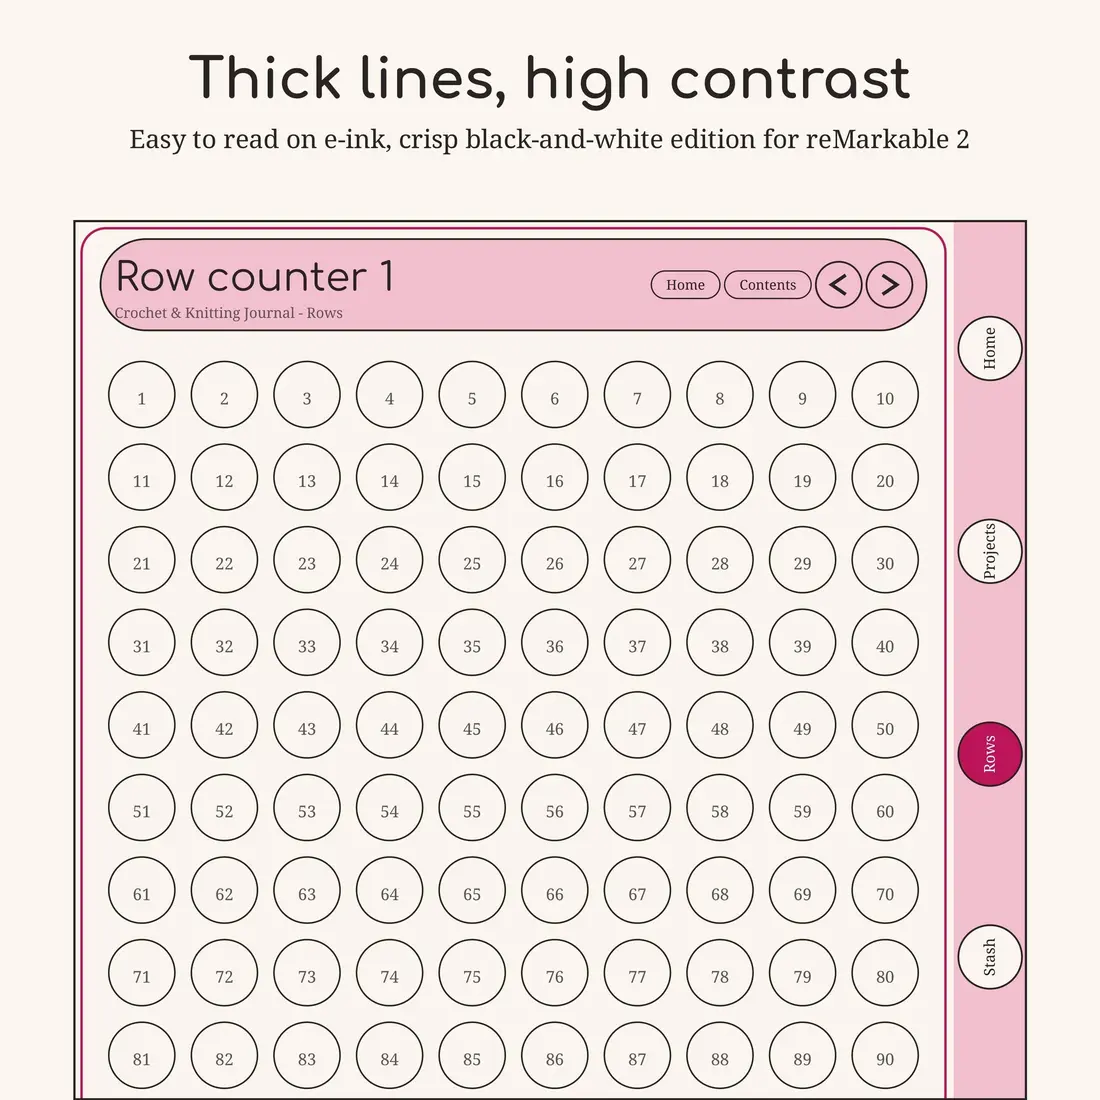 Thick lines, high contrast
Easy to read on e-ink, crisp black-and-white edition for reMarkable 2
Row counter 1
Crochet & Knitting Journal - Rows
Home Contents < >
1 2 3 4 5 6 7 8 9 10
11 12 13 14 15 16 17 18 19 20
21 22 23 24 25 26 27 28 29 30
31 32 33 34 35 36 37 38 39 40
41 42 43 44 45 46 47 48 49 50
51 52 53 54 55 56 57 58 59 60
61 62 63 64 65 66 67 68 69 70
71 72 73 74 75 76 77 78 79 80
81 82 83 84 85 86 87 88 89 90
Home
Projects
Rows
Stash